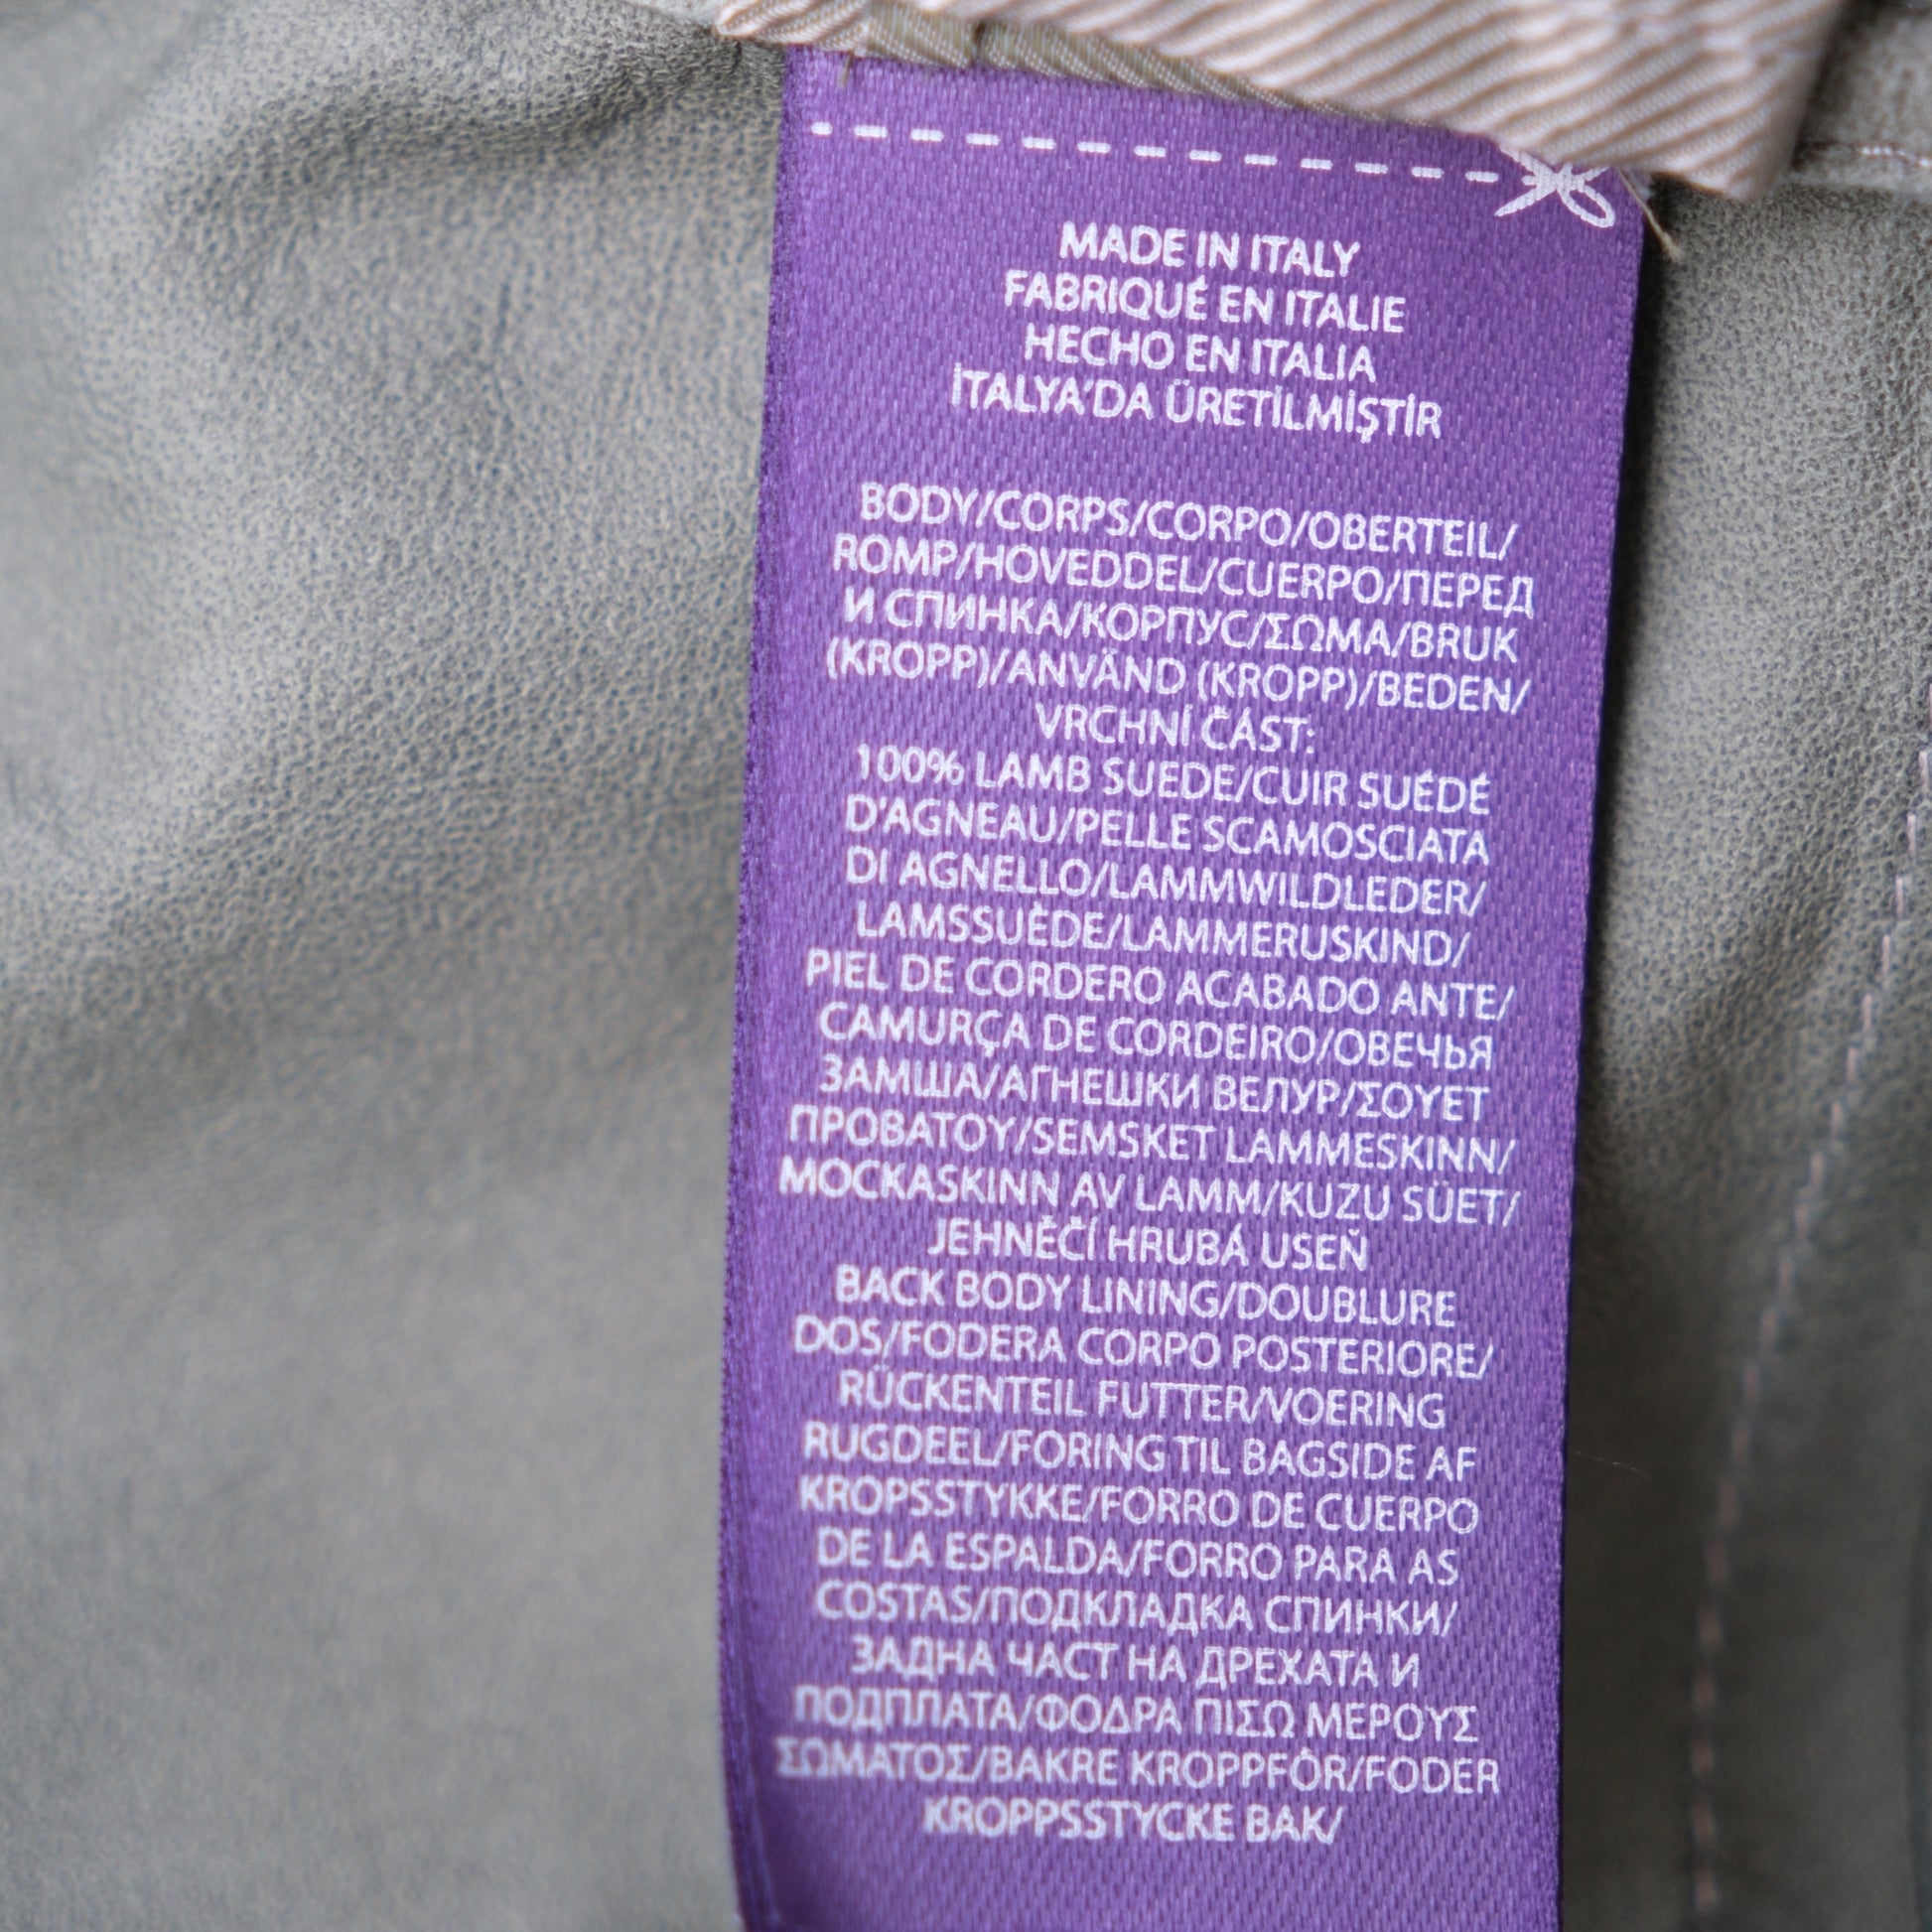 MADE IN ITALY
FABRIQUÉ EN ITALIE
HECHO EN ITALIA
İTALYA'DA ÜRETİLMİŞTİR
BODY/CORPS/CORPO/OBERTEIL/
ROMP/HOVEDDEL/CUERPO/ПЕРЕД
И СПИНКА/КОРПУС/ΣΩΜΑ/BRUK
(KROPP)/ANVÄND (KROPP)/BEDEN/
VRCHNÍ ČÁST:
100% LAMB SUEDE/CUIR SUÉDÉ
D'AGNEAU/PELLE SCAMOSCIATA
DI AGNELLO/LAMMWILDLEDER/
LAMSSUÈDE/LAMMERUSKIND/
PIEL DE CORDERO ACABADO ANTE/
CAMURÇA DE CORDEIRO/ОВЕЧЬЯ
ЗАМША/АГНЕШКИ ВЕЛУР/ΣΟΥΕΤ
ΠΡΟΒΑΤΟΥ/SEMSKET LAMMESKINN/
MOCKASKINN AV LAMM/KUZU SÜET/
JEHNĚČÍ HRUBÁ USEŇ
BACK BODY LINING/DOUBLURE
DOS/FODERA CORPO POSTERIORE/
RÜCKENTEIL FUTTER/VOERING
RUGDEEL/FORING TIL BAGSIDE AF
KROPSSTYKKE/FORRO DE CUERPO
DE LA ESPALDA/FORRO PARA AS
COSTAS/ПОДКЛАДКА СПИНКИ/
ЗАДНА ЧАСТ НА ДРЕХАТА И
ПОДПЛАТА/ΦΟΔΡΑ ΠΙΣΩ ΜΕΡΟΥΣ
ΣΩΜΑΤΟΣ/BAKRE KROPPFÔR/FODER
KROPPSSTYCKE BAK/